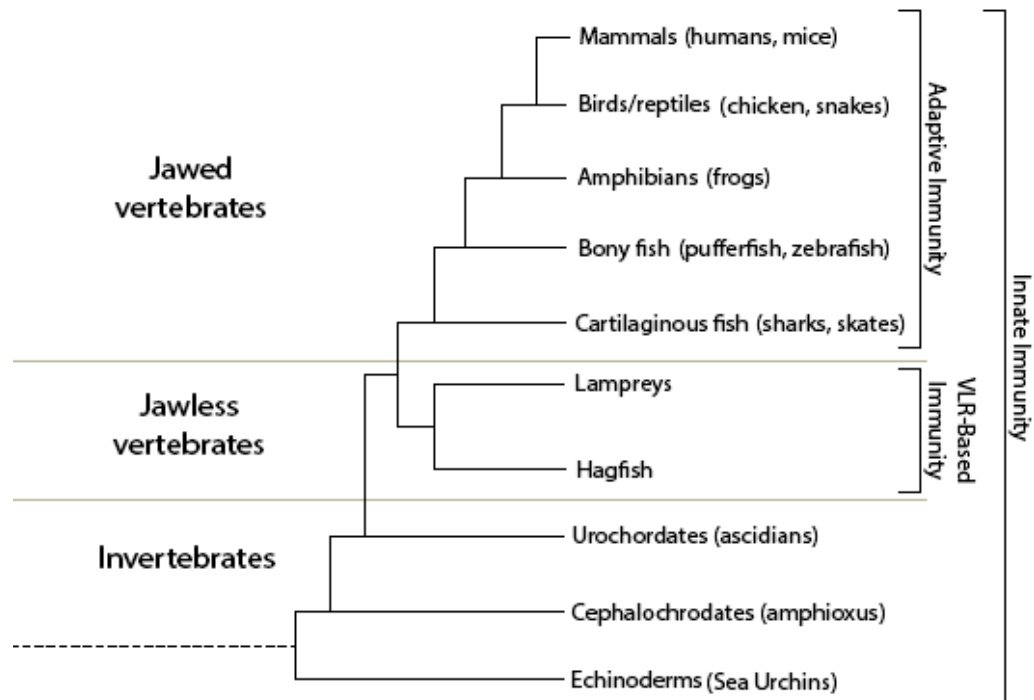 Mammals (humans, mice)
Birds/reptiles (chicken, snakes)
Jawed
vertebrates
Amphibians (frogs)
Bony fish (pufferfish, zebrafish)
Cartilaginous fish (sharks, skates)
Adaptive Immunity
Lampreys
Jawless
vertebrates
Hagfish
VLR-Based
Immunity
Innate Immunity
Urochordates (ascidians)
Invertebrates
Cephalochrodates (amphioxus)
Echinoderms (Sea Urchins)